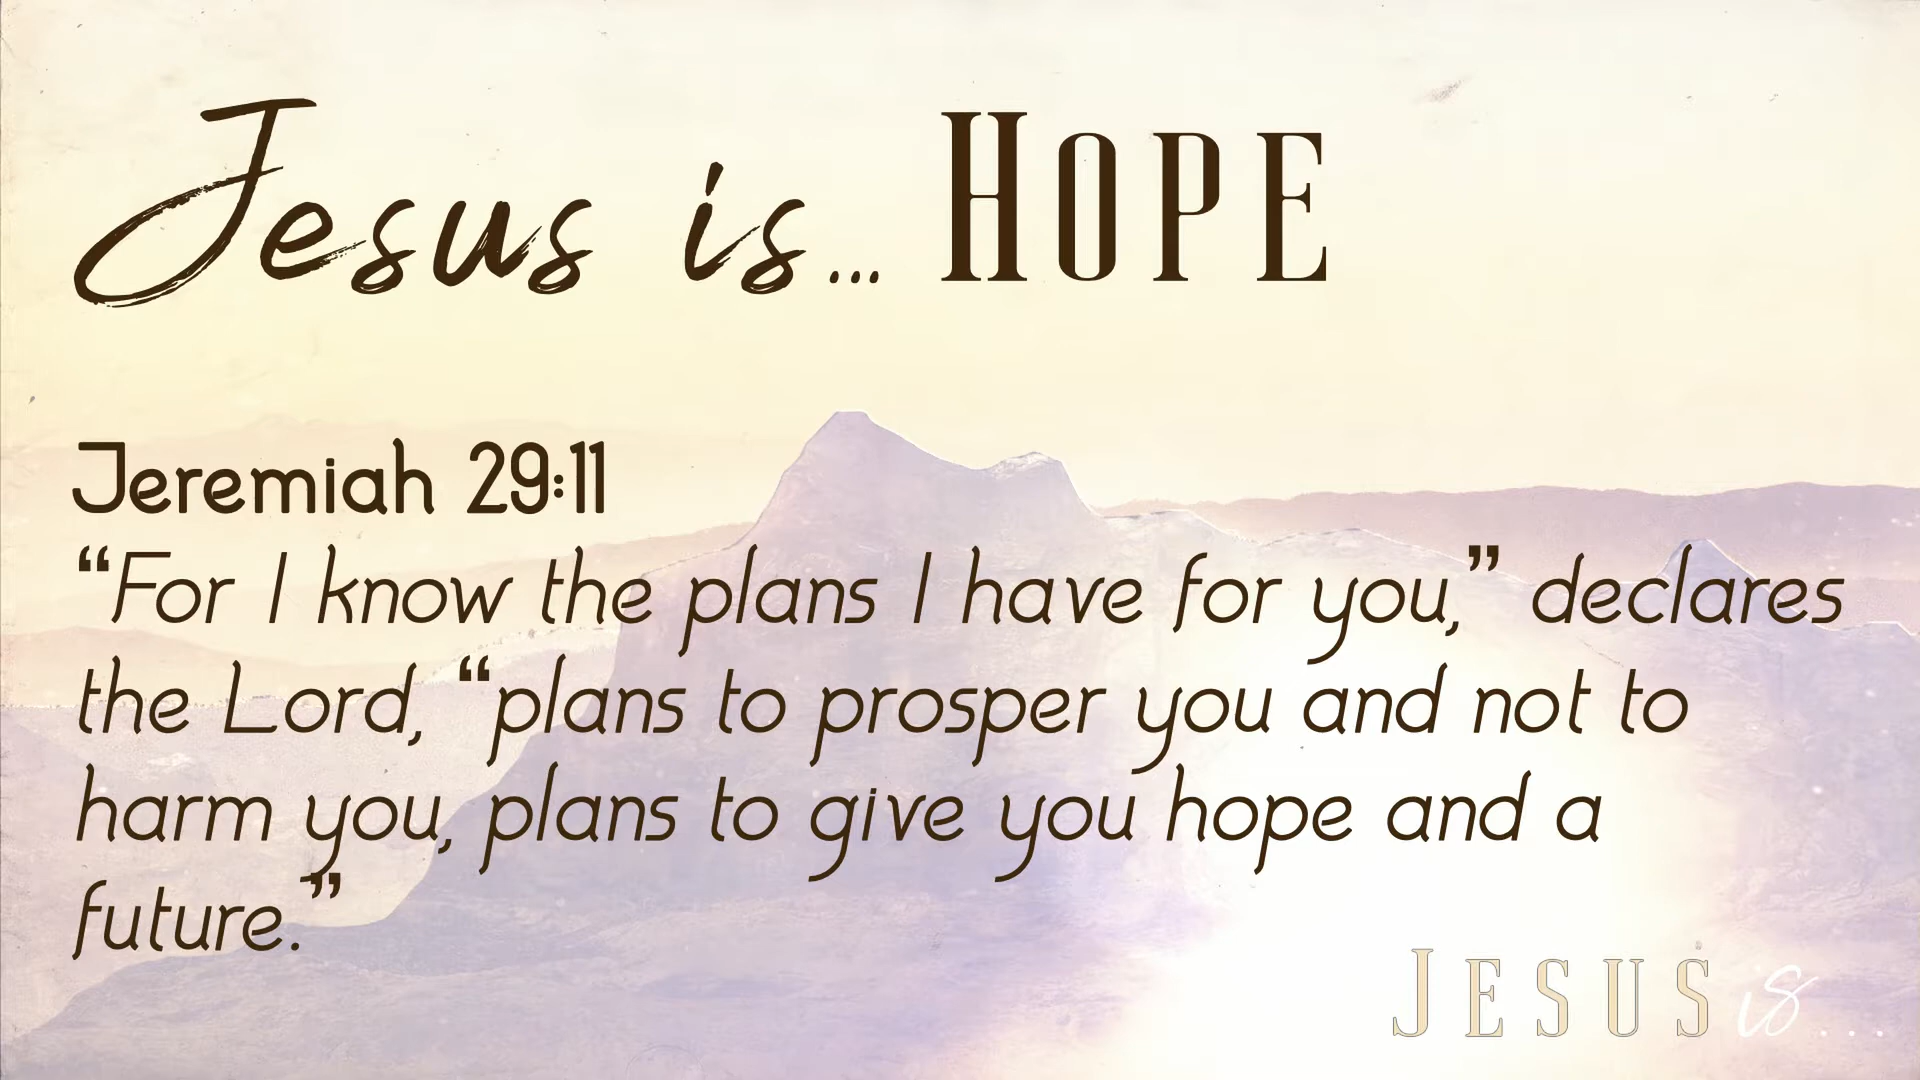 Jesus is... HOPE
Jeremiah 29:11
“For I know the plans I have for you,” declares
the Lord, “plans to prosper you and not to
harm you, plans to give you hope and a
future.”
JESUS is...